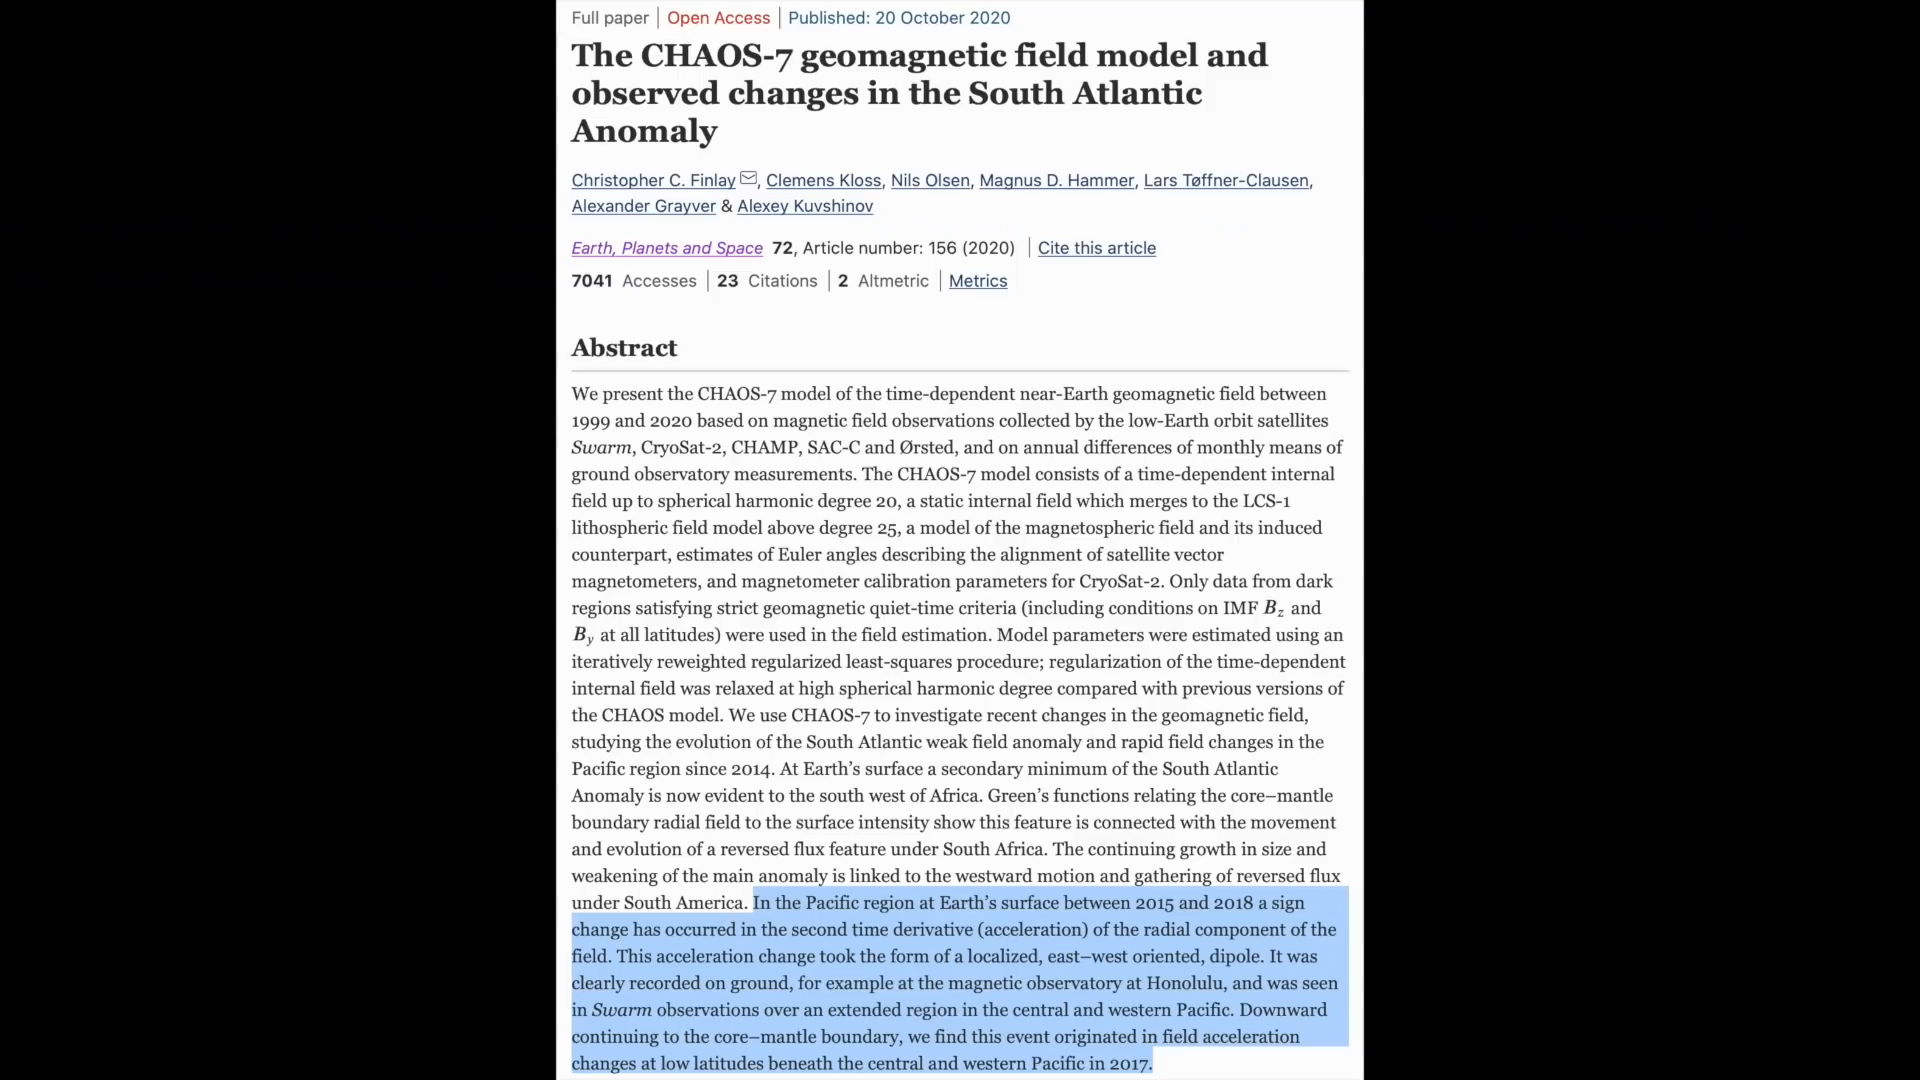 Full paper | Open Access | Published: 20 October 2020
The CHAOS-7 geomagnetic field model and
observed changes in the South Atlantic
Anomaly
Christopher C. Finlay, Clemens Kloss, Nils Olsen, Magnus D. Hammer, Lars Tøffner-Clausen,
Alexander Grayver & Alexey Kuvshinov
Earth, Planets and Space 72, Article number: 156 (2020) | Cite this article
7041 Accesses | 23 Citations | 2 Altmetric | Metrics
Abstract
We present the CHAOS-7 model of the time-dependent near-Earth geomagnetic field between
1999 and 2020 based on magnetic field observations collected by the low-Earth orbit satellites
Swarm, CryoSat-2, CHAMP, SAC-C and Ørsted, and on annual differences of monthly means of
ground observatory measurements. The CHAOS-7 model consists of a time-dependent internal
field up to spherical harmonic degree 20, a static internal field which merges to the LCS-1
lithospheric field model above degree 25, a model of the magnetospheric field and its induced
counterpart, estimates of Euler angles describing the alignment of satellite vector
magnetometers, and magnetometer calibration parameters for CryoSat-2. Only data from dark
regions satisfying strict geomagnetic quiet-time criteria (including conditions on IMF Bz and
By at all latitudes) were used in the field estimation. Model parameters were estimated using an
iteratively reweighted regularized least-squares procedure; regularization of the time-dependent
internal field was relaxed at high spherical harmonic degree compared with previous versions of
the CHAOS model. We use CHAOS-7 to investigate recent changes in the geomagnetic field,
studying the evolution of the South Atlantic weak field anomaly and rapid field changes in the
Pacific region since 2014. At Earth’s surface a secondary minimum of the South Atlantic
Anomaly is now evident to the south west of Africa. Green’s functions relating the core–mantle
boundary radial field to the surface intensity show this feature is connected with the movement
and evolution of a reversed flux feature under South Africa. The continuing growth in size and
weakening of the main anomaly is linked to the westward motion and gathering of reversed flux
under South America. In the Pacific region at Earth’s surface between 2015 and 2018 a sign
change has occurred in the second time derivative (acceleration) of the radial component of the
field. This acceleration change took the form of a localized, east–west oriented, dipole. It was
clearly recorded on ground, for example at the magnetic observatory at Honolulu, and was seen
in Swarm observations over an extended region in the central and western Pacific. Downward
continuing to the core–mantle boundary, we find this event originated in field acceleration
changes at low latitudes beneath the central and western Pacific in 2017.